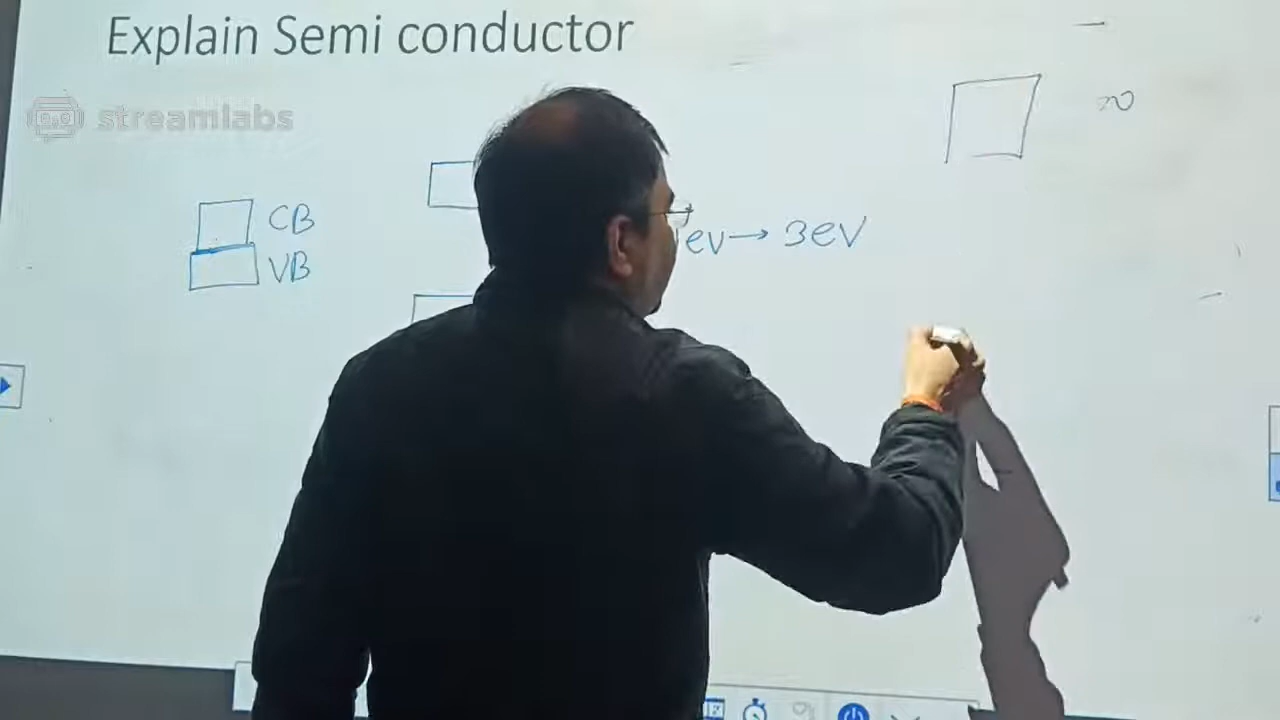 Explain Semi conductor
streamlabs
CB
VB
eV → 3eV